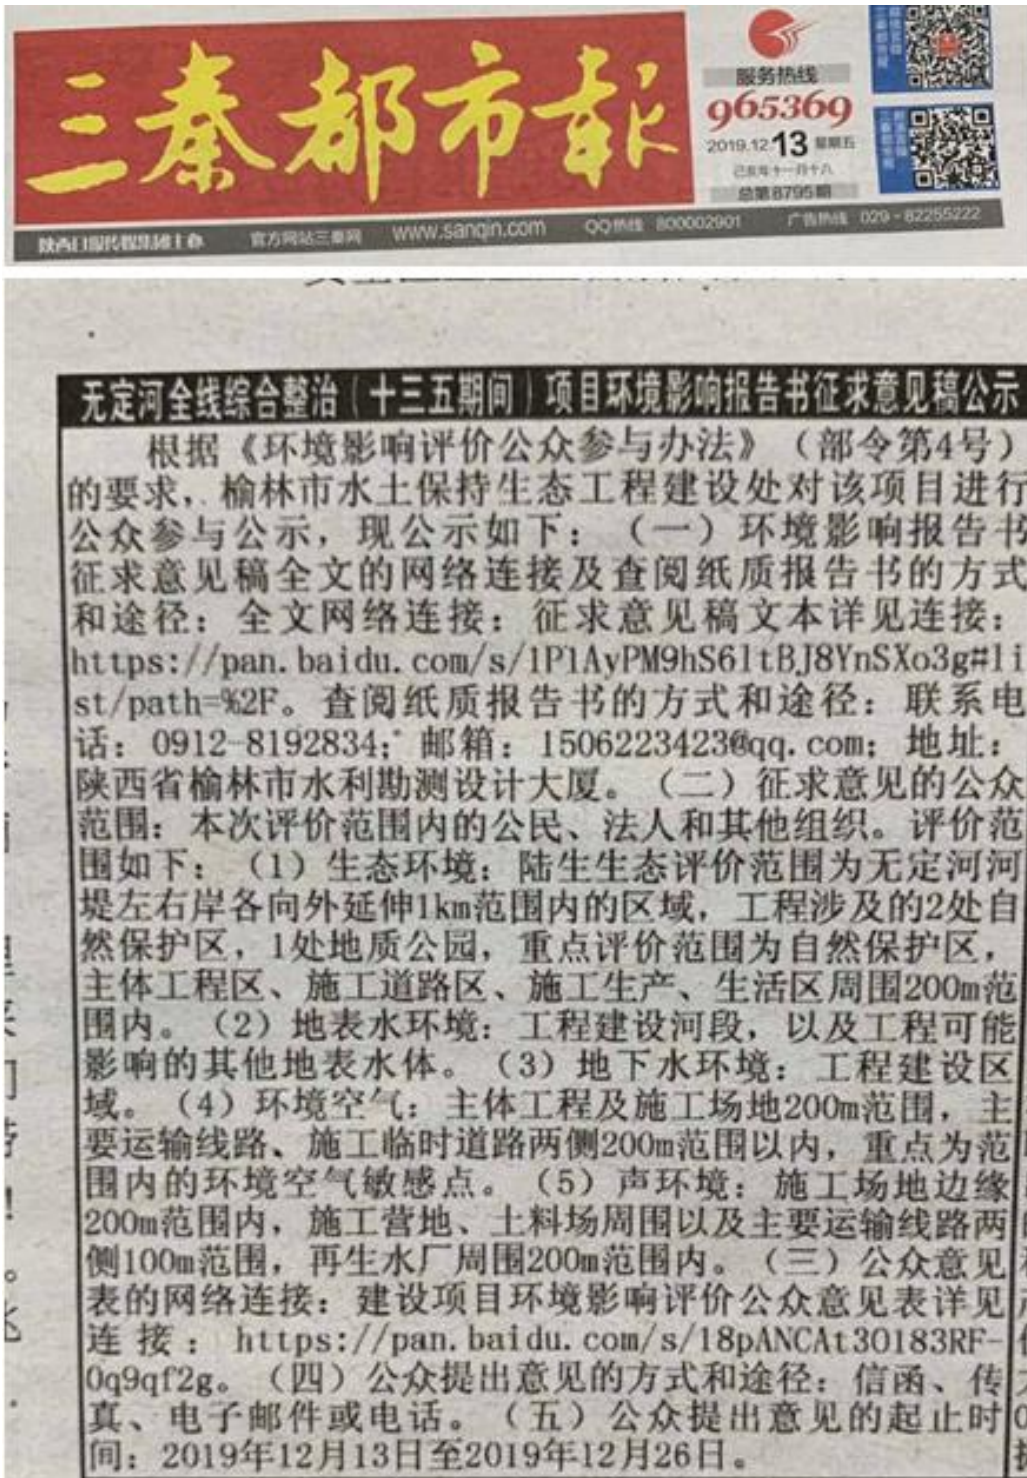 三秦都市报
服务热线
965369
2019.12.13 星期五
己亥年十一月十八
总第8795期
陕西日报传媒集团主办 官方网站三秦网 www.sanqin.com QQ热线 800002901 广告热线 029-82255222
无定河全线综合整治（十三五期间）项目环境影响报告书征求意见稿公示
根据《环境影响评价公众参与办法》（部令第4号）
的要求，榆林市水土保持生态工程建设处对该项目进行
公众参与公示，现公示如下：（一）环境影响报告书
征求意见稿全文的网络连接及查阅纸质报告书的方式
和途径：全文网络连接：征求意见稿文本详见连接：
https://pan.baidu.com/s/1P1AyPM9hS61tBJ8YnSXo3g#li
st/path=%2F。查阅纸质报告书的方式和途径：联系电
话：0912-8192834；邮箱：1506223423@qq.com；地址：
陕西省榆林市水利勘测设计大厦。（二）征求意见的公众
范围：本次评价范围内的公民、法人和其他组织。评价范
围如下：（1）生态环境：陆生生态评价范围为无定河河
堤左右岸各向外延伸1km范围内的区域，工程涉及的2处自
然保护区，1处地质公园，重点评价范围为自然保护区，
主体工程区、施工道路区、施工生产、生活区周围200m范
围内。（2）地表水环境：工程建设河段，以及工程可能
影响的其他地表水体。（3）地下水环境：工程建设区
域。（4）环境空气：主体工程及施工场地200m范围，主
要运输线路、施工临时道路两侧200m范围以内，重点为范
围内的环境空气敏感点。（5）声环境：施工场地边缘
200m范围内，施工营地、土料场周围以及主要运输线路两
侧100m范围，再生水厂周围200m范围内。（三）公众意见
表的网络连接：建设项目环境影响评价公众意见表详见
连接：https://pan.baidu.com/s/18pANCAt3O183RF-
0q9qf2g。（四）公众提出意见的方式和途径：信函、传
真、电子邮件或电话。（五）公众提出意见的起止时
间：2019年12月13日至2019年12月26日。